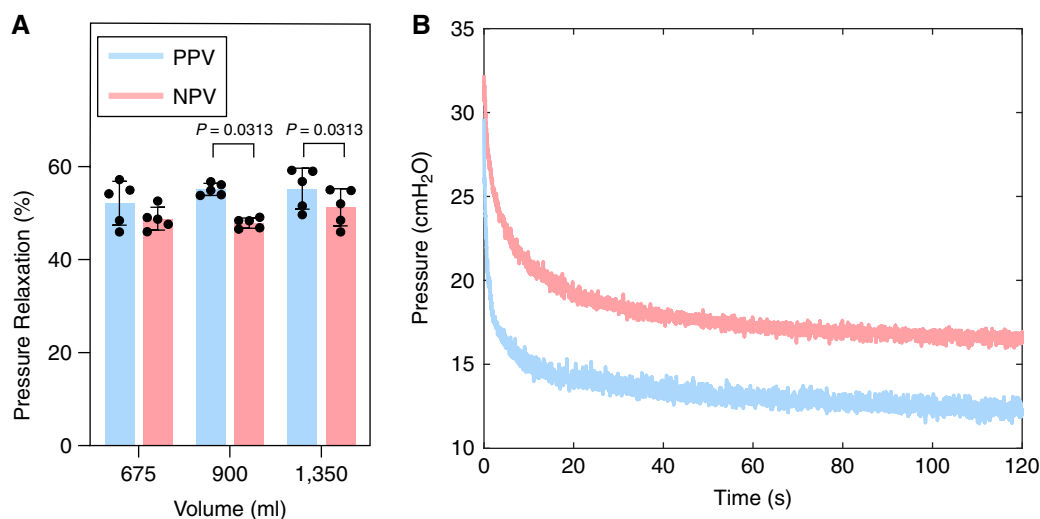 A
PPV
NPV
P = 0.0313
P = 0.0313
60
40
20
0
Pressure Relaxation (%)
675
900
1,350
Volume (ml)
B
35
30
25
20
15
10
Pressure (cmH2O)
0
20
40
60
80
100
120
Time (s)